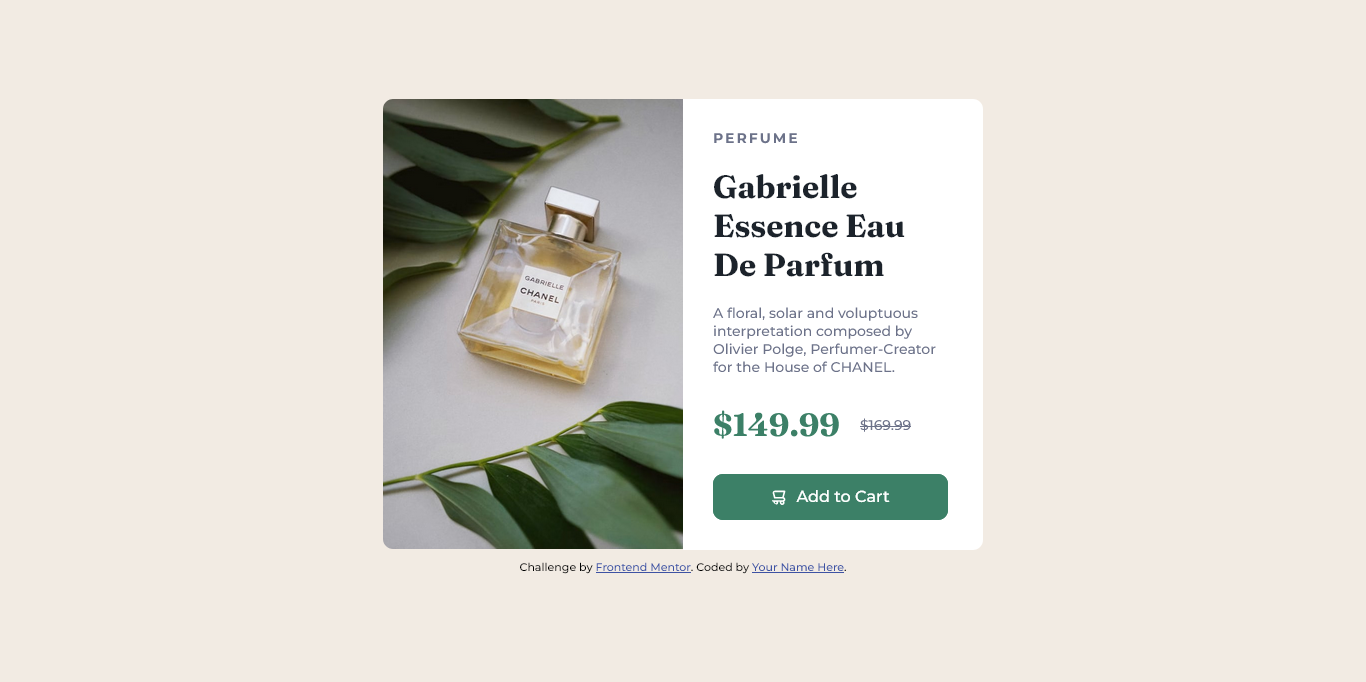 GABRIELLE
CHANEL
PARIS
PERFUME
Gabrielle
Essence Eau
De Parfum
A floral, solar and voluptuous
interpretation composed by
Olivier Polge, Perfumer-Creator
for the House of CHANEL.
$149.99 $169.99
Add to Cart
Challenge by Frontend Mentor. Coded by Your Name Here.